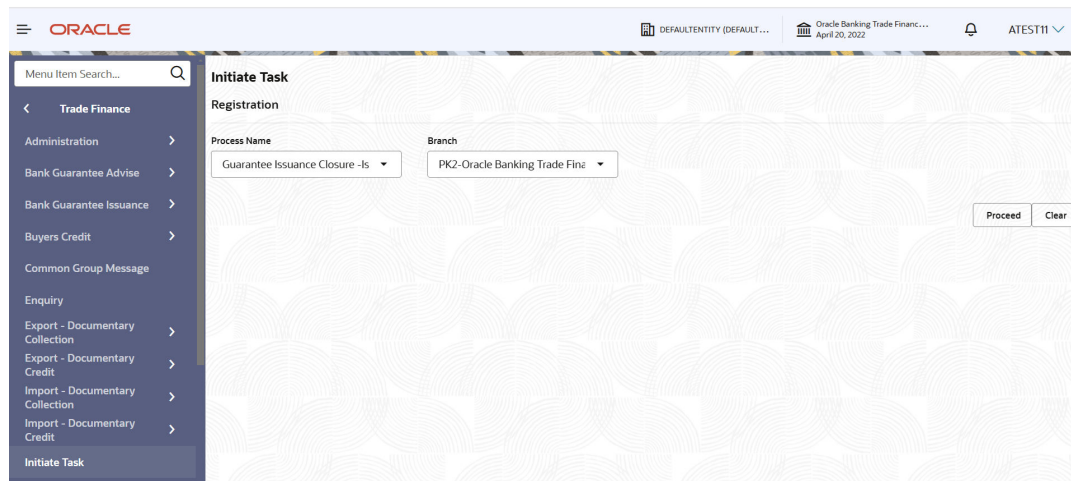 ORACLE
DEFAULTENTITY (DEFAULT...
Oracle Banking Trade Financ...
April 20, 2022
ATEST11
Menu Item Search...
Trade Finance
Administration
Bank Guarantee Advise
Bank Guarantee Issuance
Buyers Credit
Common Group Message
Enquiry
Export - Documentary
Collection
Export - Documentary
Credit
Import - Documentary
Collection
Import - Documentary
Credit
Initiate Task
Initiate Task
Registration
Process Name
Branch
Guarantee Issuance Closure -Is
PK2-Oracle Banking Trade Fina
Proceed
Clear